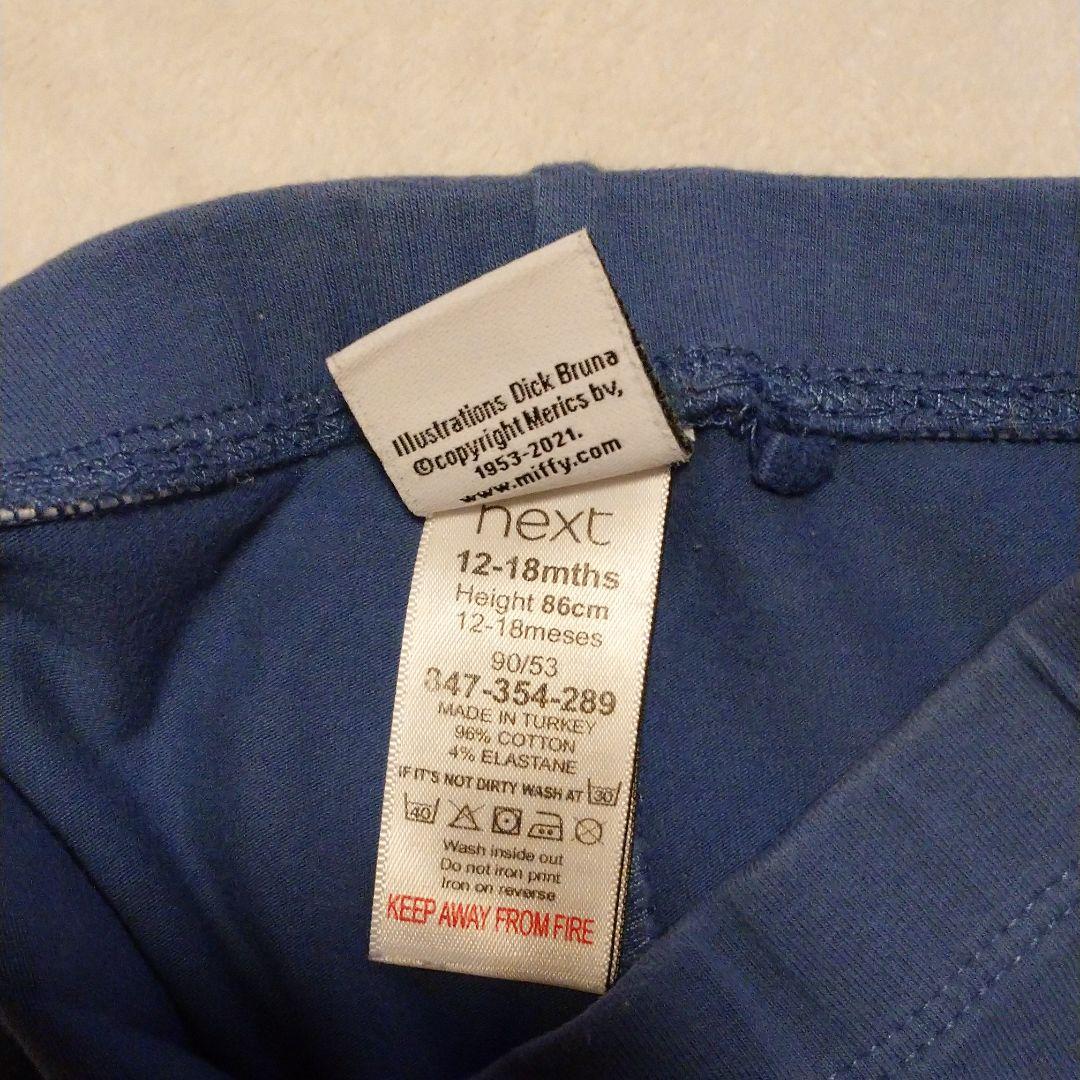 Illustrations Dick Bruna
©copyright Mercis bv,
1953-2021.
www.miffy.com
next
12-18mths
Height 86cm
12-18meses
90/53
847-354-289
MADE IN TURKEY
96% COTTON
4% ELASTANE
IF IT'S NOT DIRTY WASH AT 30
40
Wash inside out
Do not iron print
Iron on reverse
KEEP AWAY FROM FIRE